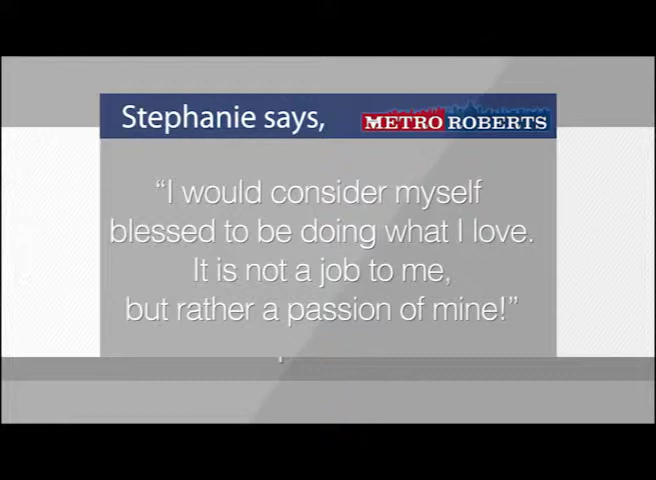 Stephanie says,
METRO ROBERTS
“I would consider myself
blessed to be doing what I love.
It is not a job to me,
but rather a passion of mine!”